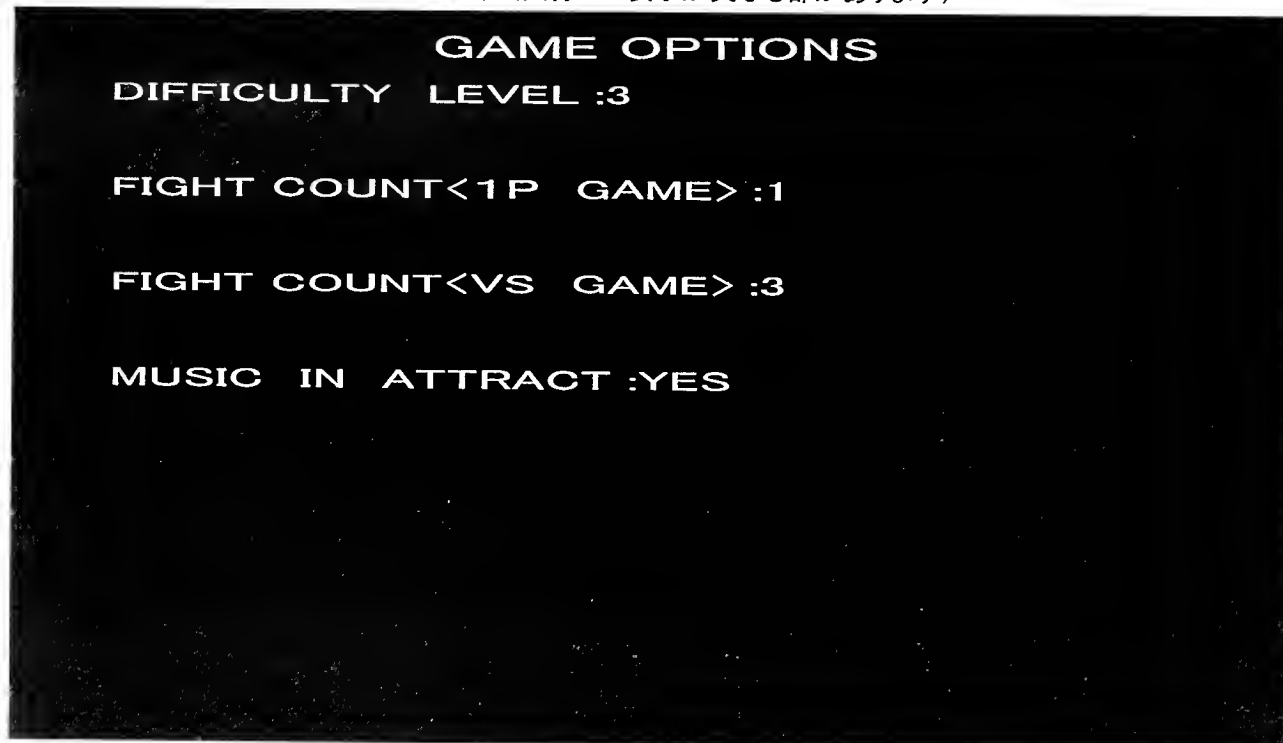 GAME OPTIONS
DIFFICULTY LEVEL :3
FIGHT COUNT<1P GAME> :1
FIGHT COUNT<VS GAME> :3
MUSIC IN ATTRACT :YES